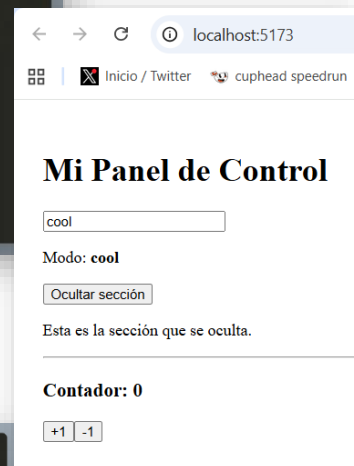 localhost:5173
Inicio / Twitter cuphead speedrun
Mi Panel de Control
cool
Modo: cool
Ocultar sección
Esta es la sección que se oculta.
Contador: 0
+1 -1